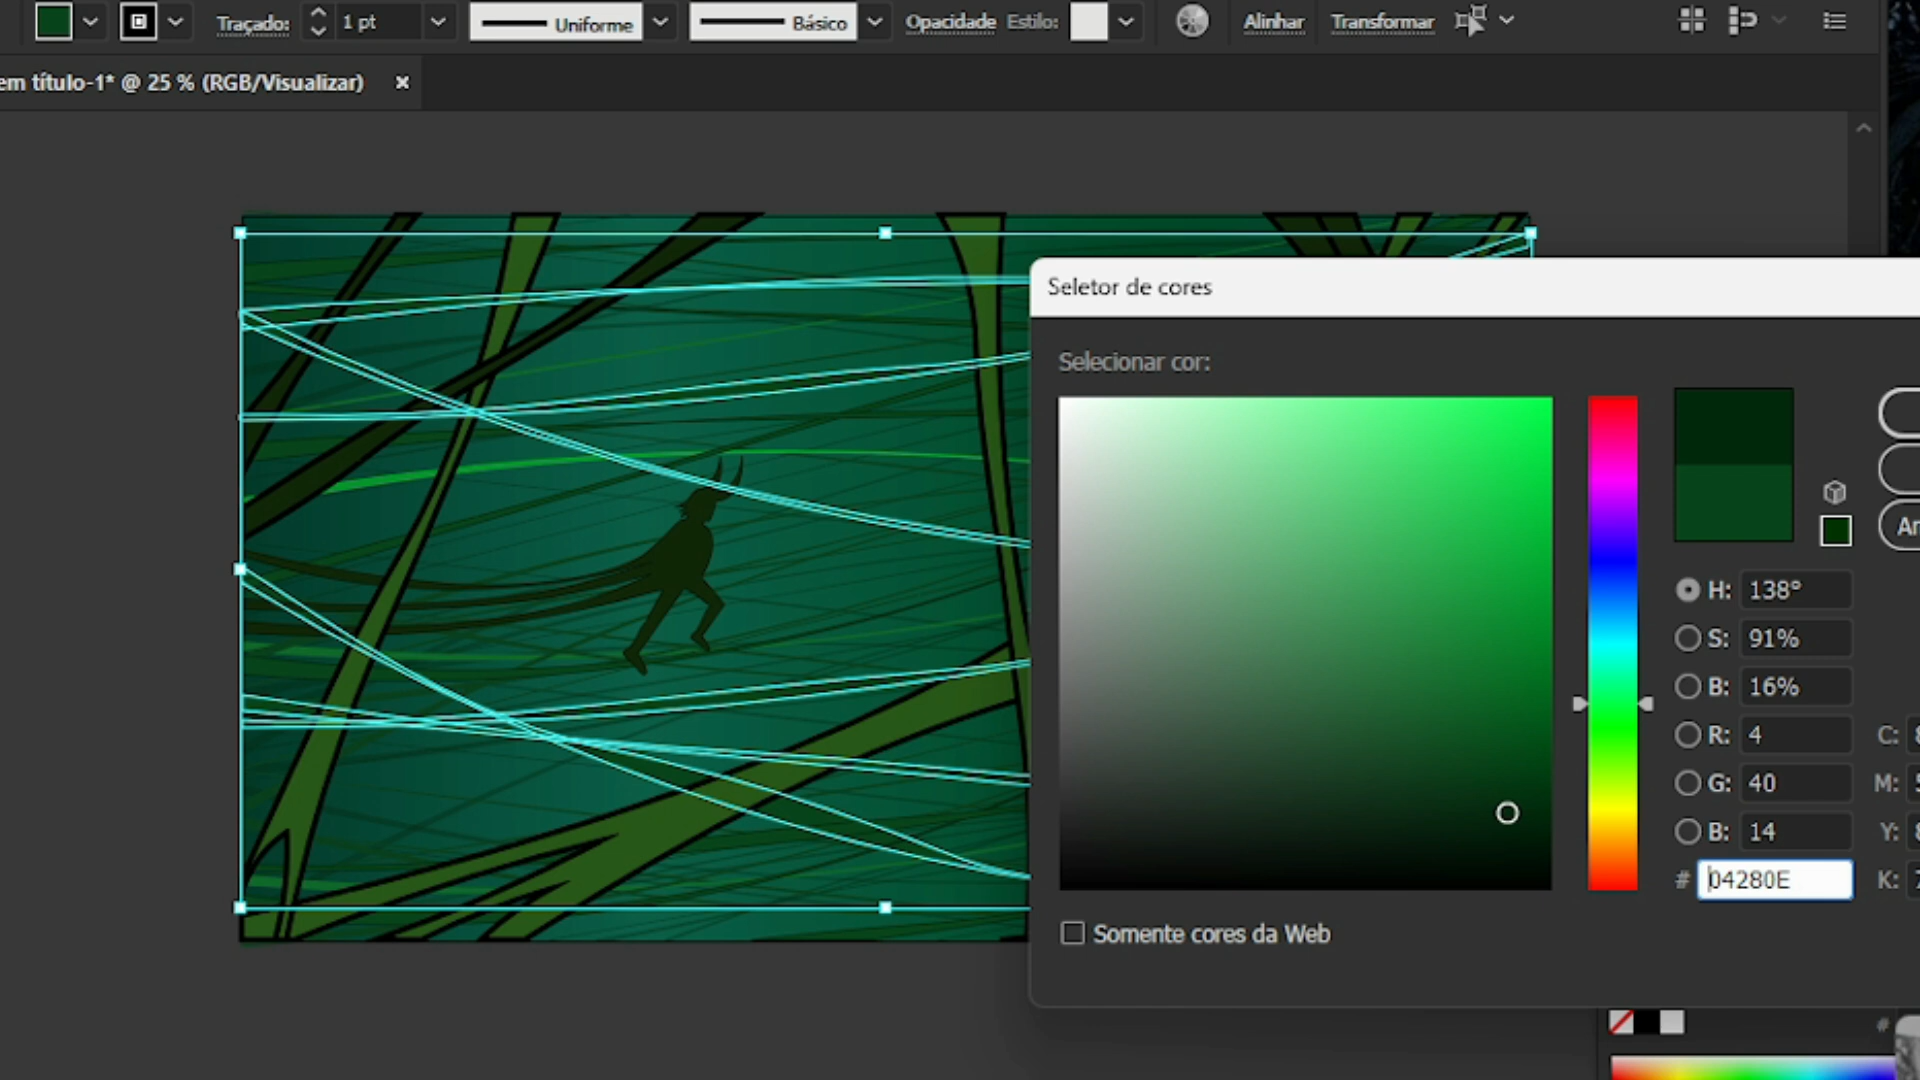 Traçado: 1 pt Uniforme Básico Opacidade Estilo: Alinhar Transformar
em título-1* @ 25 % (RGB/Visualizar) ×
Seletor de cores
Selecionar cor:
H: 138°
S: 91%
B: 16%
R: 4 C:
G: 40 M:
B: 14 Y:
# 04280E K:
Somente cores da Web
#